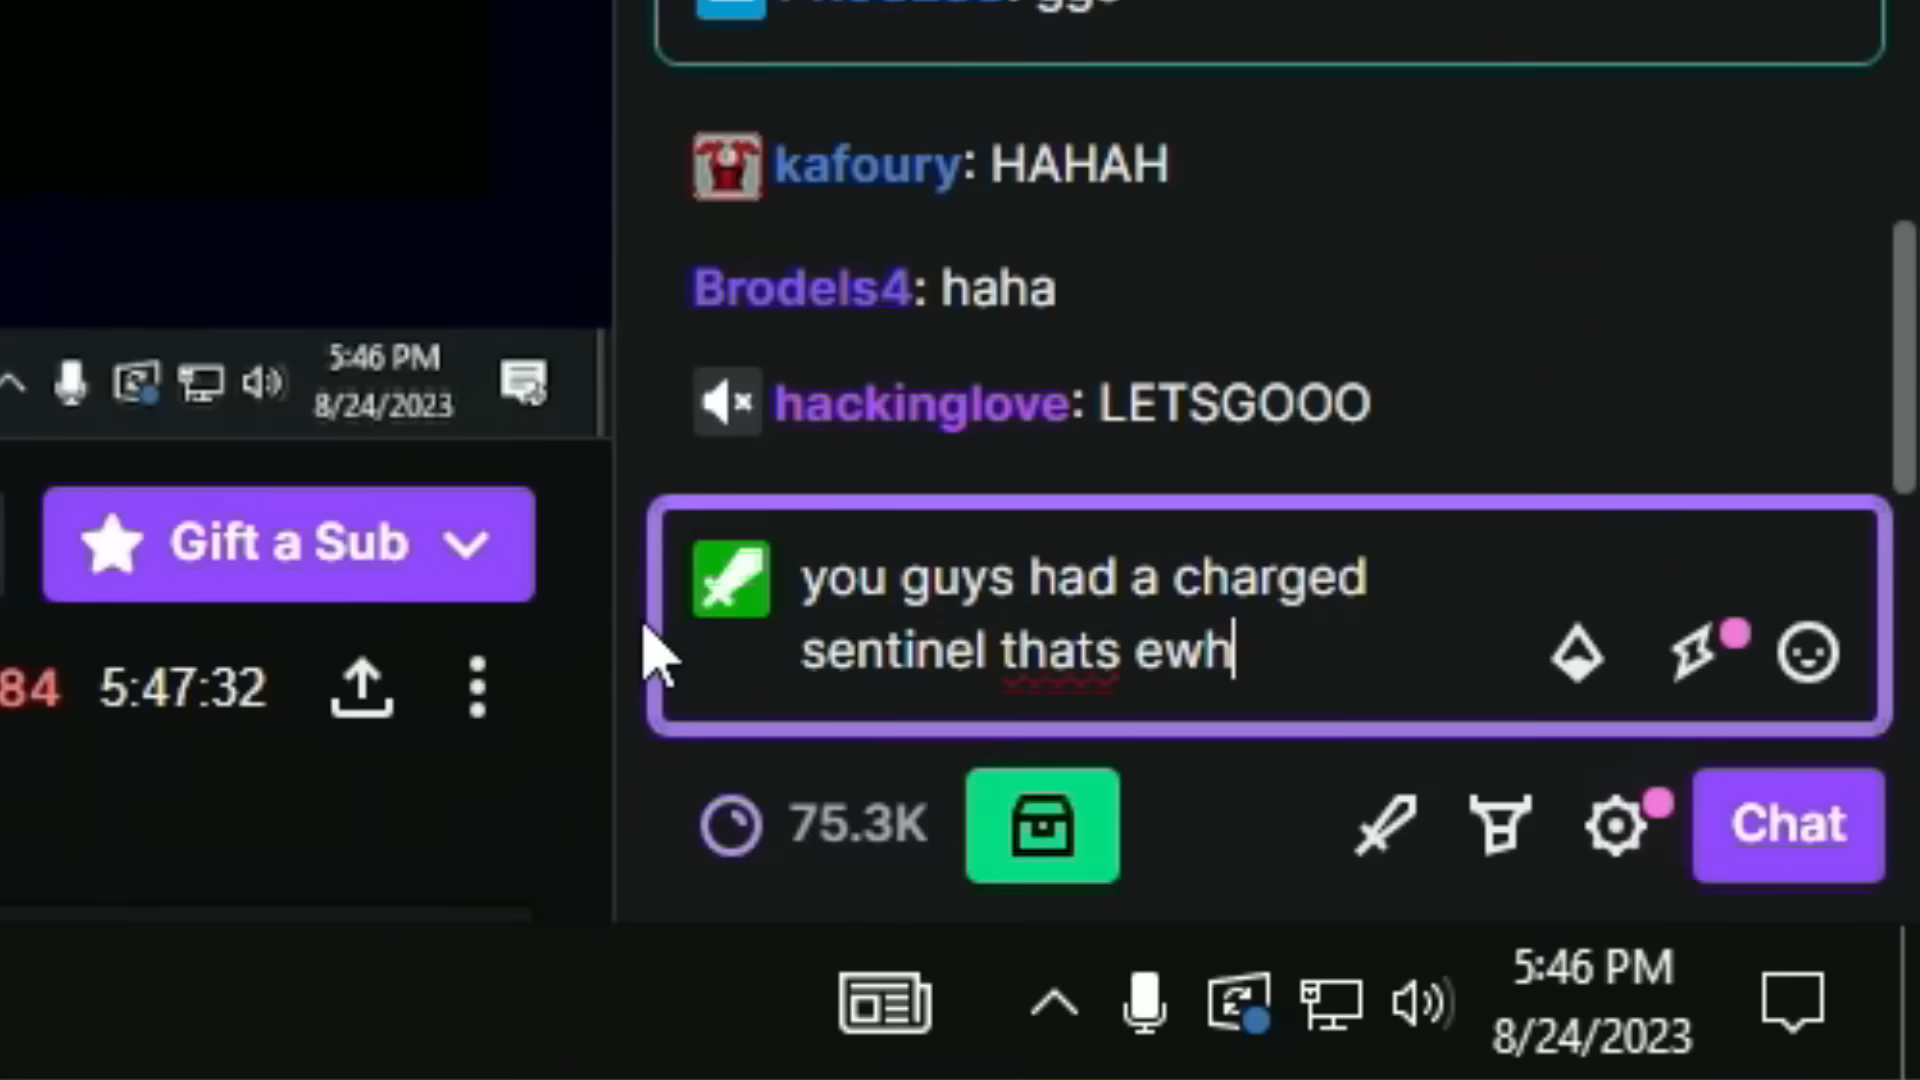 kafoury: HAHAH
Brodels4: haha
5:46 PM
8/24/2023
hackinglove: LETSGOOO
Gift a Sub
you guys had a charged
sentinel thats ewh
84 5:47:32
75.3K
Chat
5:46 PM
8/24/2023